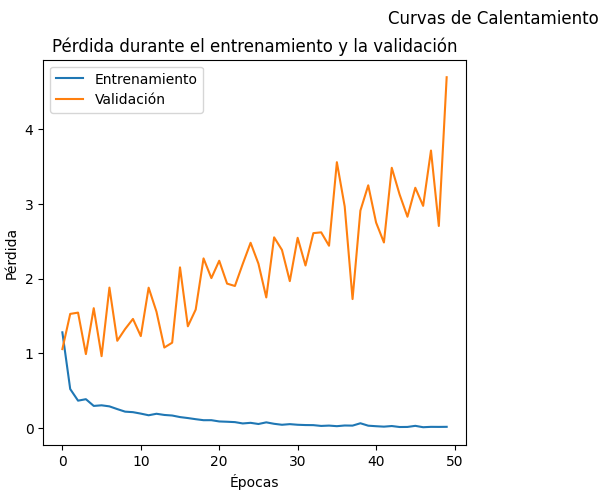 Curvas de Calentamiento
Pérdida durante el entrenamiento y la validación
Entrenamiento
Validación
Pérdida
4
3
2
1
0
0 10 20 30 40 50
Épocas